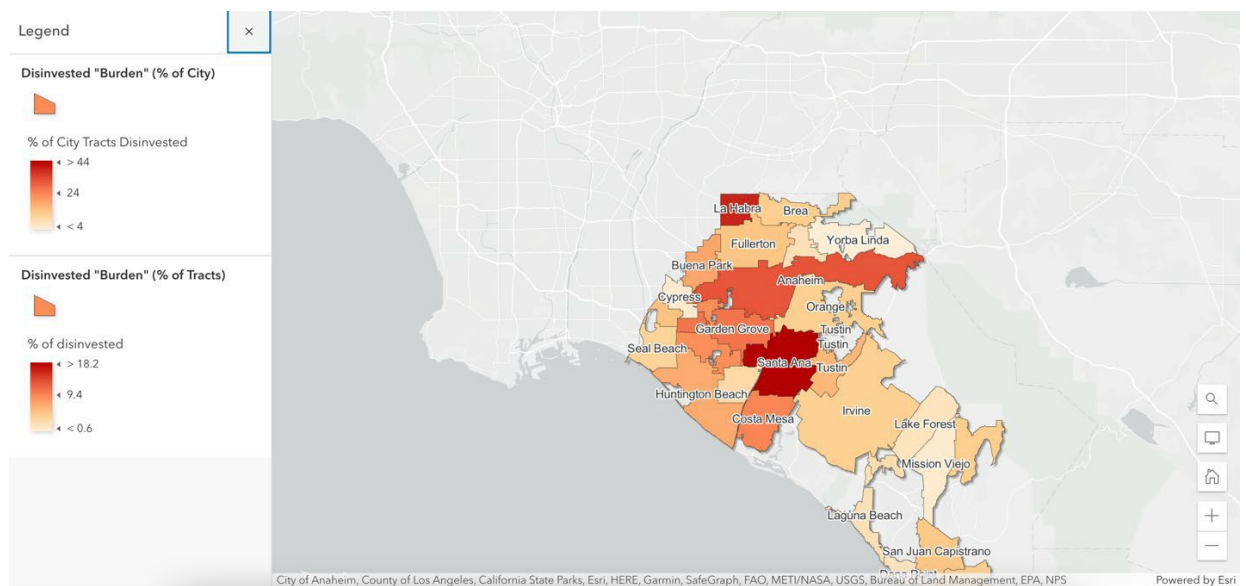 Legend
×
Disinvested "Burden" (% of City)
% of City Tracts Disinvested
> 44
24
< 4
Disinvested "Burden" (% of Tracts)
% of disinvested
> 18.2
9.4
< 0.6
La Habra
Brea
Fullerton
Yorba Linda
Buena Park
Anaheim
Cypress
Orange
Garden Grove
Tustin
Tustin
Seal Beach
Santa Ana
Tustin
Huntington Beach
Irvine
Costa Mesa
Lake Forest
Mission Viejo
Laguna Beach
San Juan Capistrano
Dana Point
City of Anaheim, County of Los Angeles, California State Parks, Esri, HERE, Garmin, SafeGraph, FAO, METI/NASA, USGS, Bureau of Land Management, EPA, NPS
Powered by Esri